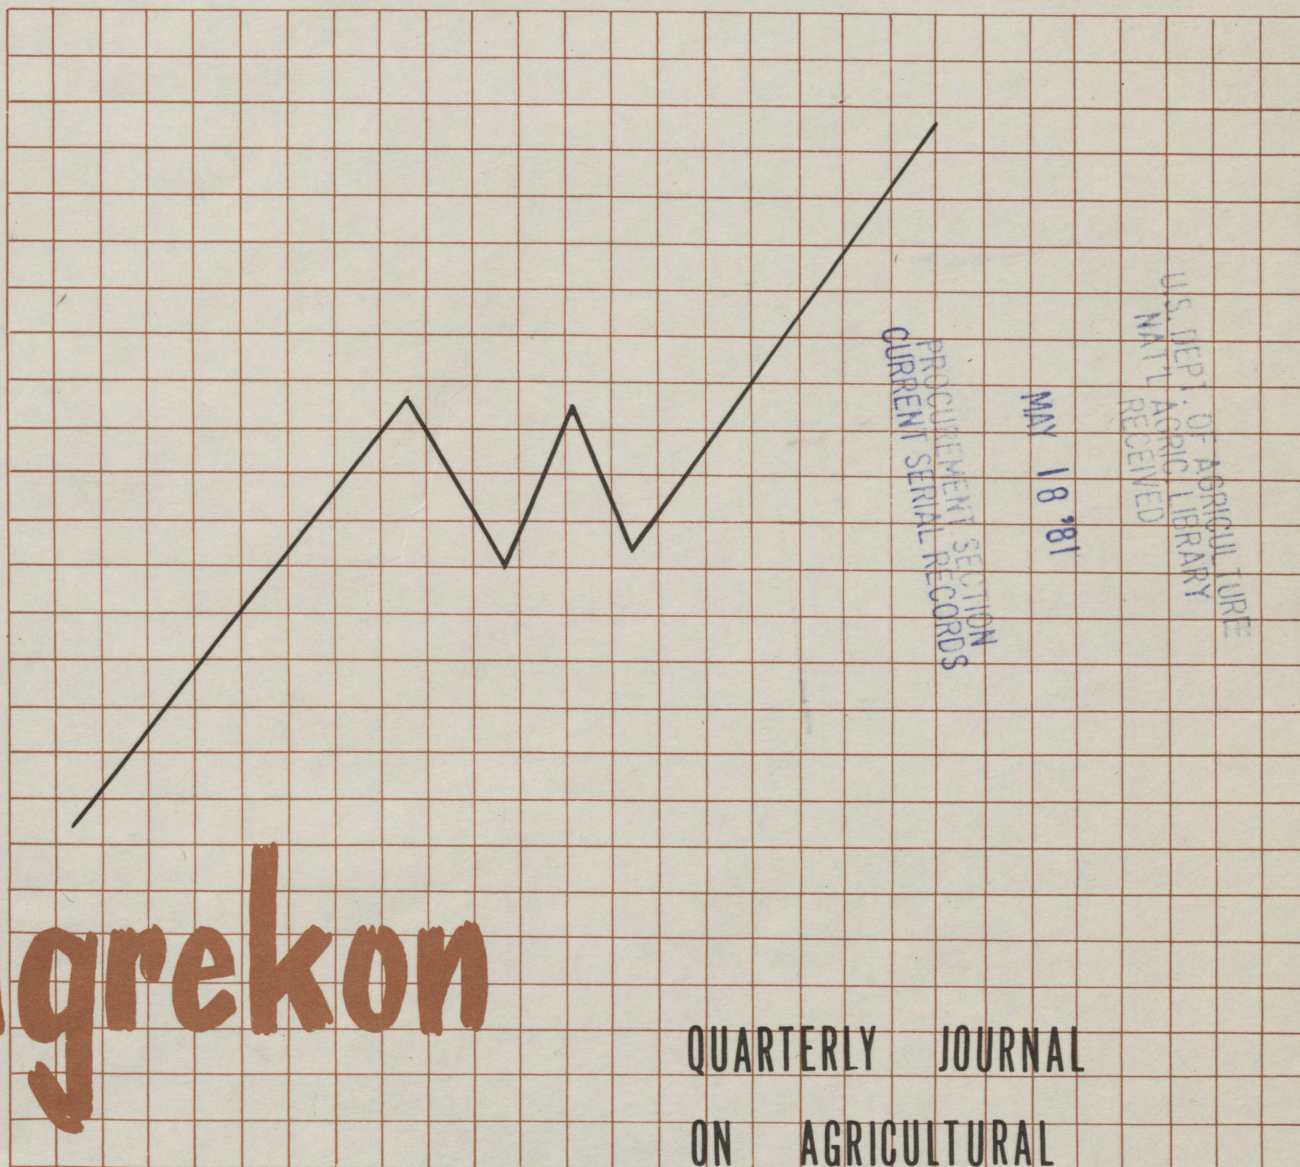 U.S. DEPT. OF AGRICULTURE
NAT'L AGRIC LIBRARY
RECEIVED
MAY 18 '81
PROCUREMENT SECTION
CURRENT SERIAL RECORDS
grekon
QUARTERLY JOURNAL
ON AGRICULTURAL